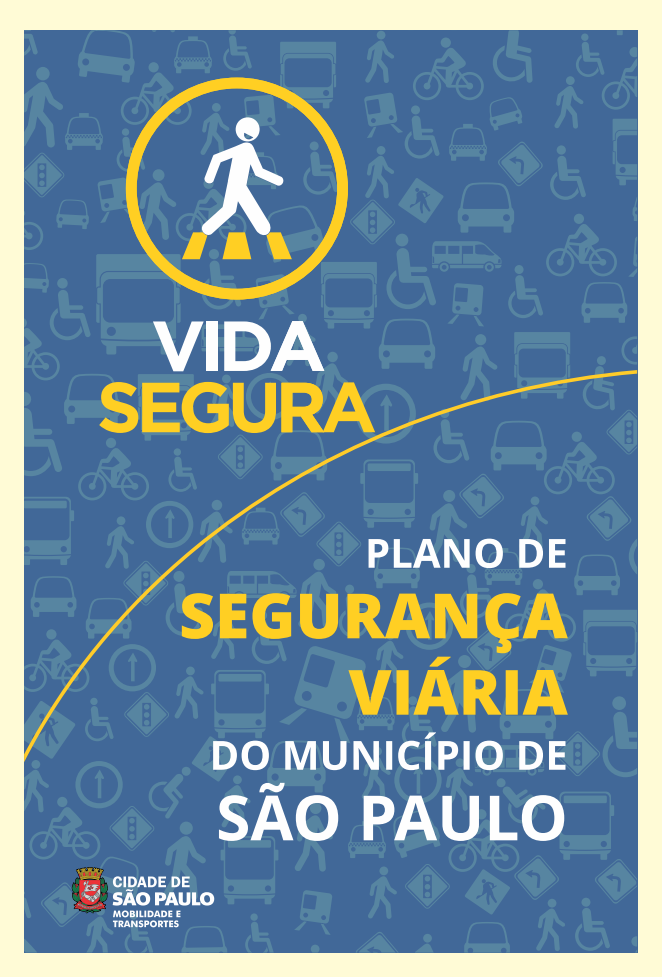 VIDA
SEGURA
PLANO DE
SEGURANÇA
VIÁRIA
DO MUNICÍPIO DE
SÃO PAULO
CIDADE DE
SÃO PAULO
MOBILIDADE E
TRANSPORTES